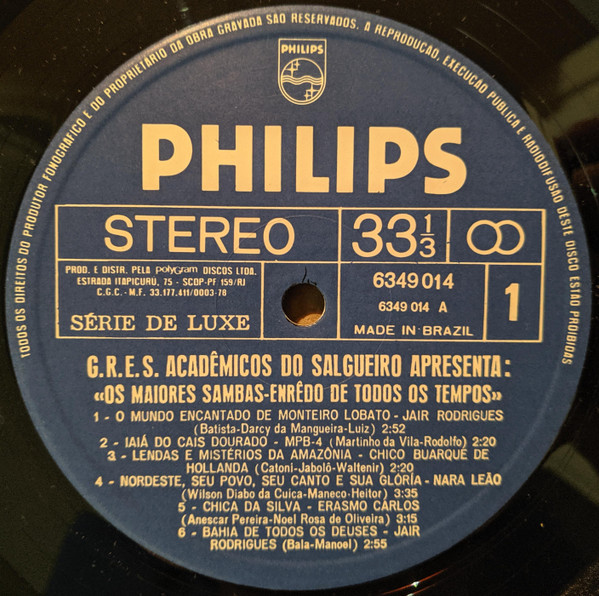 TODOS OS DIREITOS DO PRODUTOR FONOGRÁFICO E DO PROPRIETÁRIO DA OBRA GRAVADA SÃO RESERVADOS. A REPRODUÇÃO, EXECUÇÃO PÚBLICA E RADIODIFUSÃO DESTE DISCO ESTÃO PROIBIDAS
PHILIPS
PHILIPS
STEREO
33 1/3
PROD. E DISTR. PELA polyGram DISCOS LTDA.
ESTRADA ITAPICURU, 75 - SCDP-PF 159/RJ
C.G.C.- M.F. 33.177.411/0003-70
SÉRIE DE LUXE
6349 014
6349 014 A
MADE IN BRAZIL
1
G.R.E.S. ACADÊMICOS DO SALGUEIRO APRESENTA:
«OS MAIORES SAMBAS-ENRÊDO DE TODOS OS TEMPOS»
1 - O MUNDO ENCANTADO DE MONTEIRO LOBATO - JAIR RODRIGUES
(Batista-Darcy da Mangueira-Luiz) 2:52
2 - IAIÁ DO CAIS DOURADO - MPB-4 (Martinho da Vila-Rodolfo) 2:20
3 - LENDAS E MISTÉRIOS DA AMAZÔNIA - CHICO BUARQUE DE
HOLLANDA (Catoni-Jabolô-Waltenir) 2:20
4 - NORDESTE, SEU POVO, SEU CANTO E SUA GLÓRIA - NARA LEÃO
(Wilson Diabo da Cuica-Maneco-Heitor) 3:35
5 - CHICA DA SILVA - ERASMO CARLOS
(Anescar Pereira-Noel Rosa de Oliveira) 3:15
6 - BAHIA DE TODOS OS DEUSES - JAIR
RODRIGUES (Bala-Manoel) 2:55